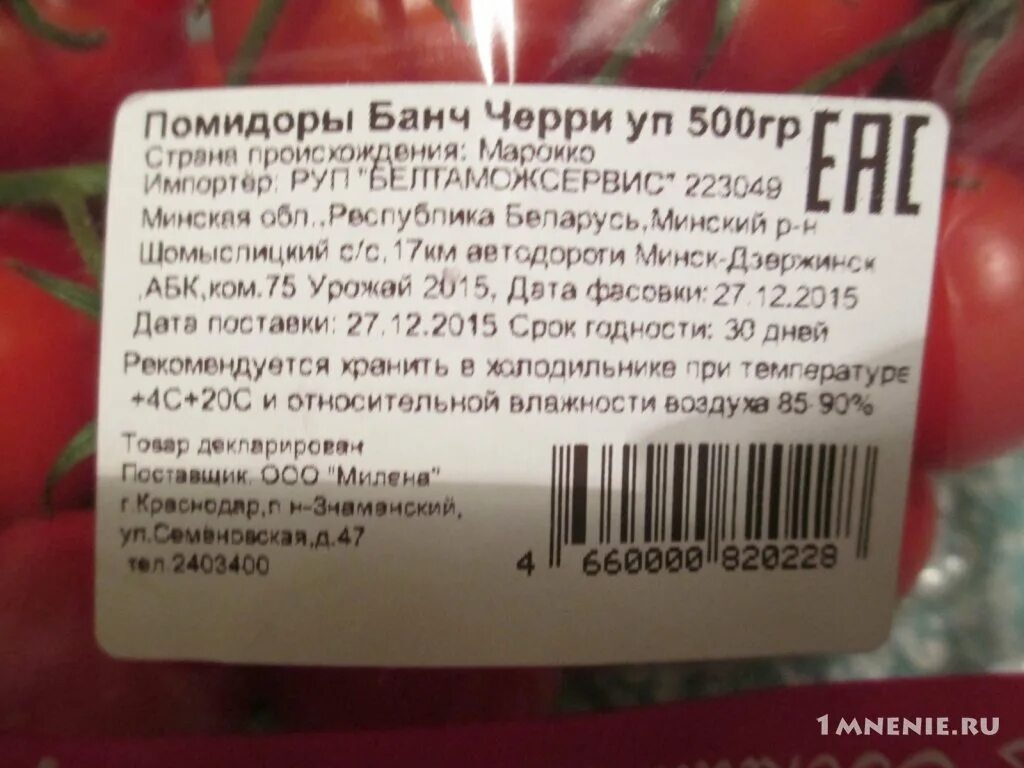 Помидоры Банч Черри уп 500гр
EAC
Страна происхождения: Марокко
Импортер: РУП "БЕЛТАМОЖСЕРВИС" 223049
Минская обл.,Республика Беларусь,Минский р-н
Щомыслицкий с/с,17км автодороги Минск-Дзержинск
,АБК,ком.75 Урожай 2015, Дата фасовки: 27.12.2015
Дата поставки: 27.12.2015 Срок годности: 30 дней
Рекомендуется хранить в холодильнике при температуре
+4С+20С и относительной влажности воздуха 85-90%
Товар декларирован
Поставщик. ООО "Милена"
г.Краснодар,п н-Знаменский,
ул.Семеновская,д.47
тел 2403400
4 660000 820228
1MNENIE.RU